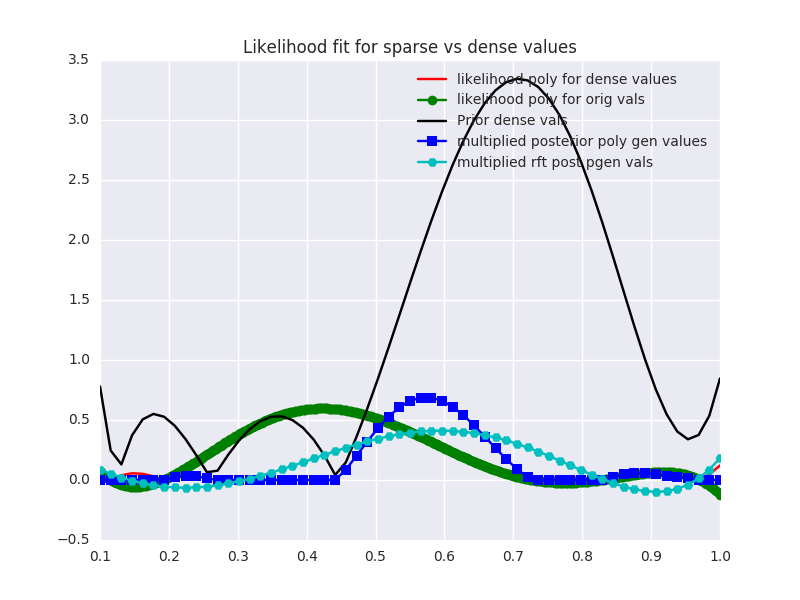 Likelihood fit for sparse vs dense values
3.5
3.0
2.5
2.0
1.5
1.0
0.5
0.0
−0.5
likelihood poly for dense values
likelihood poly for orig vals
Prior dense vals
multiplied posterior poly gen values
multiplied rft post pgen vals
0.1 0.2 0.3 0.4 0.5 0.6 0.7 0.8 0.9 1.0